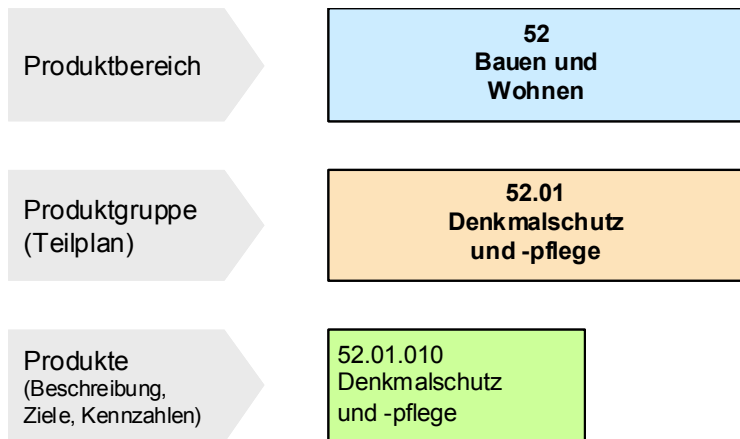 Produktbereich
52
Bauen und
Wohnen
Produktgruppe
(Teilplan)
52.01
Denkmalschutz
und -pflege
Produkte
(Beschreibung,
Ziele, Kennzahlen)
52.01.010
Denkmalschutz
und -pflege